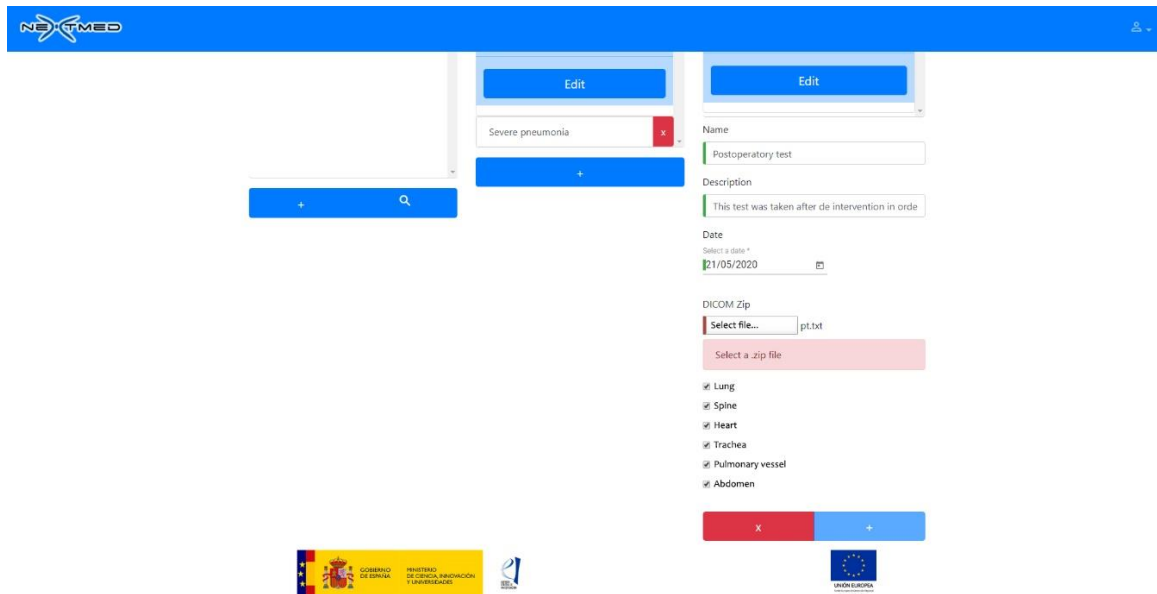 NEXTMED
Edit
Edit
Severe pneumonia
x
Name
Postoperatory test
+
Description
+
This test was taken after de intervention in orde
Date
Select a date *
21/05/2020
DICOM Zip
Select file...
pt.txt
Select a .zip file
Lung
Spine
Heart
Trachea
Pulmonary vessel
Abdomen
x
+
GOBIERNO
DE ESPAÑA
MINISTERIO
DE CIENCIA, INNOVACIÓN
Y UNIVERSIDADES
UNIÓN EUROPEA